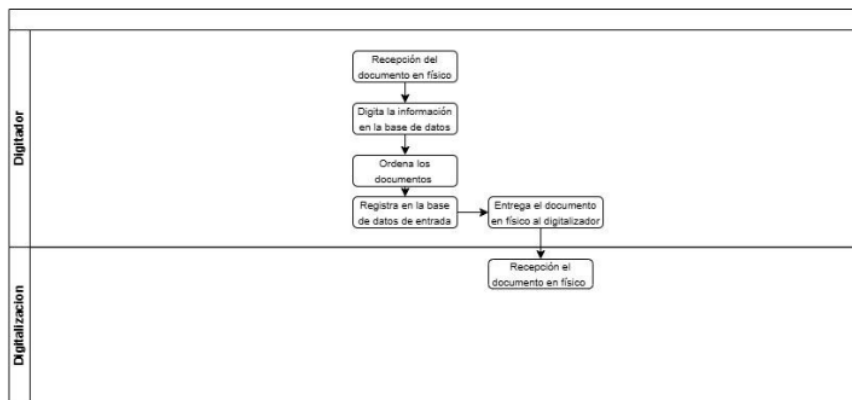 Digitador
Recepción del
documento en físico
Digita la información
en la base de datos
Ordena los
documentos
Registra en la base
de datos de entrada
Entrega el documento
en físico al digitalizador
Digitalizacion
Recepción el
documento en físico